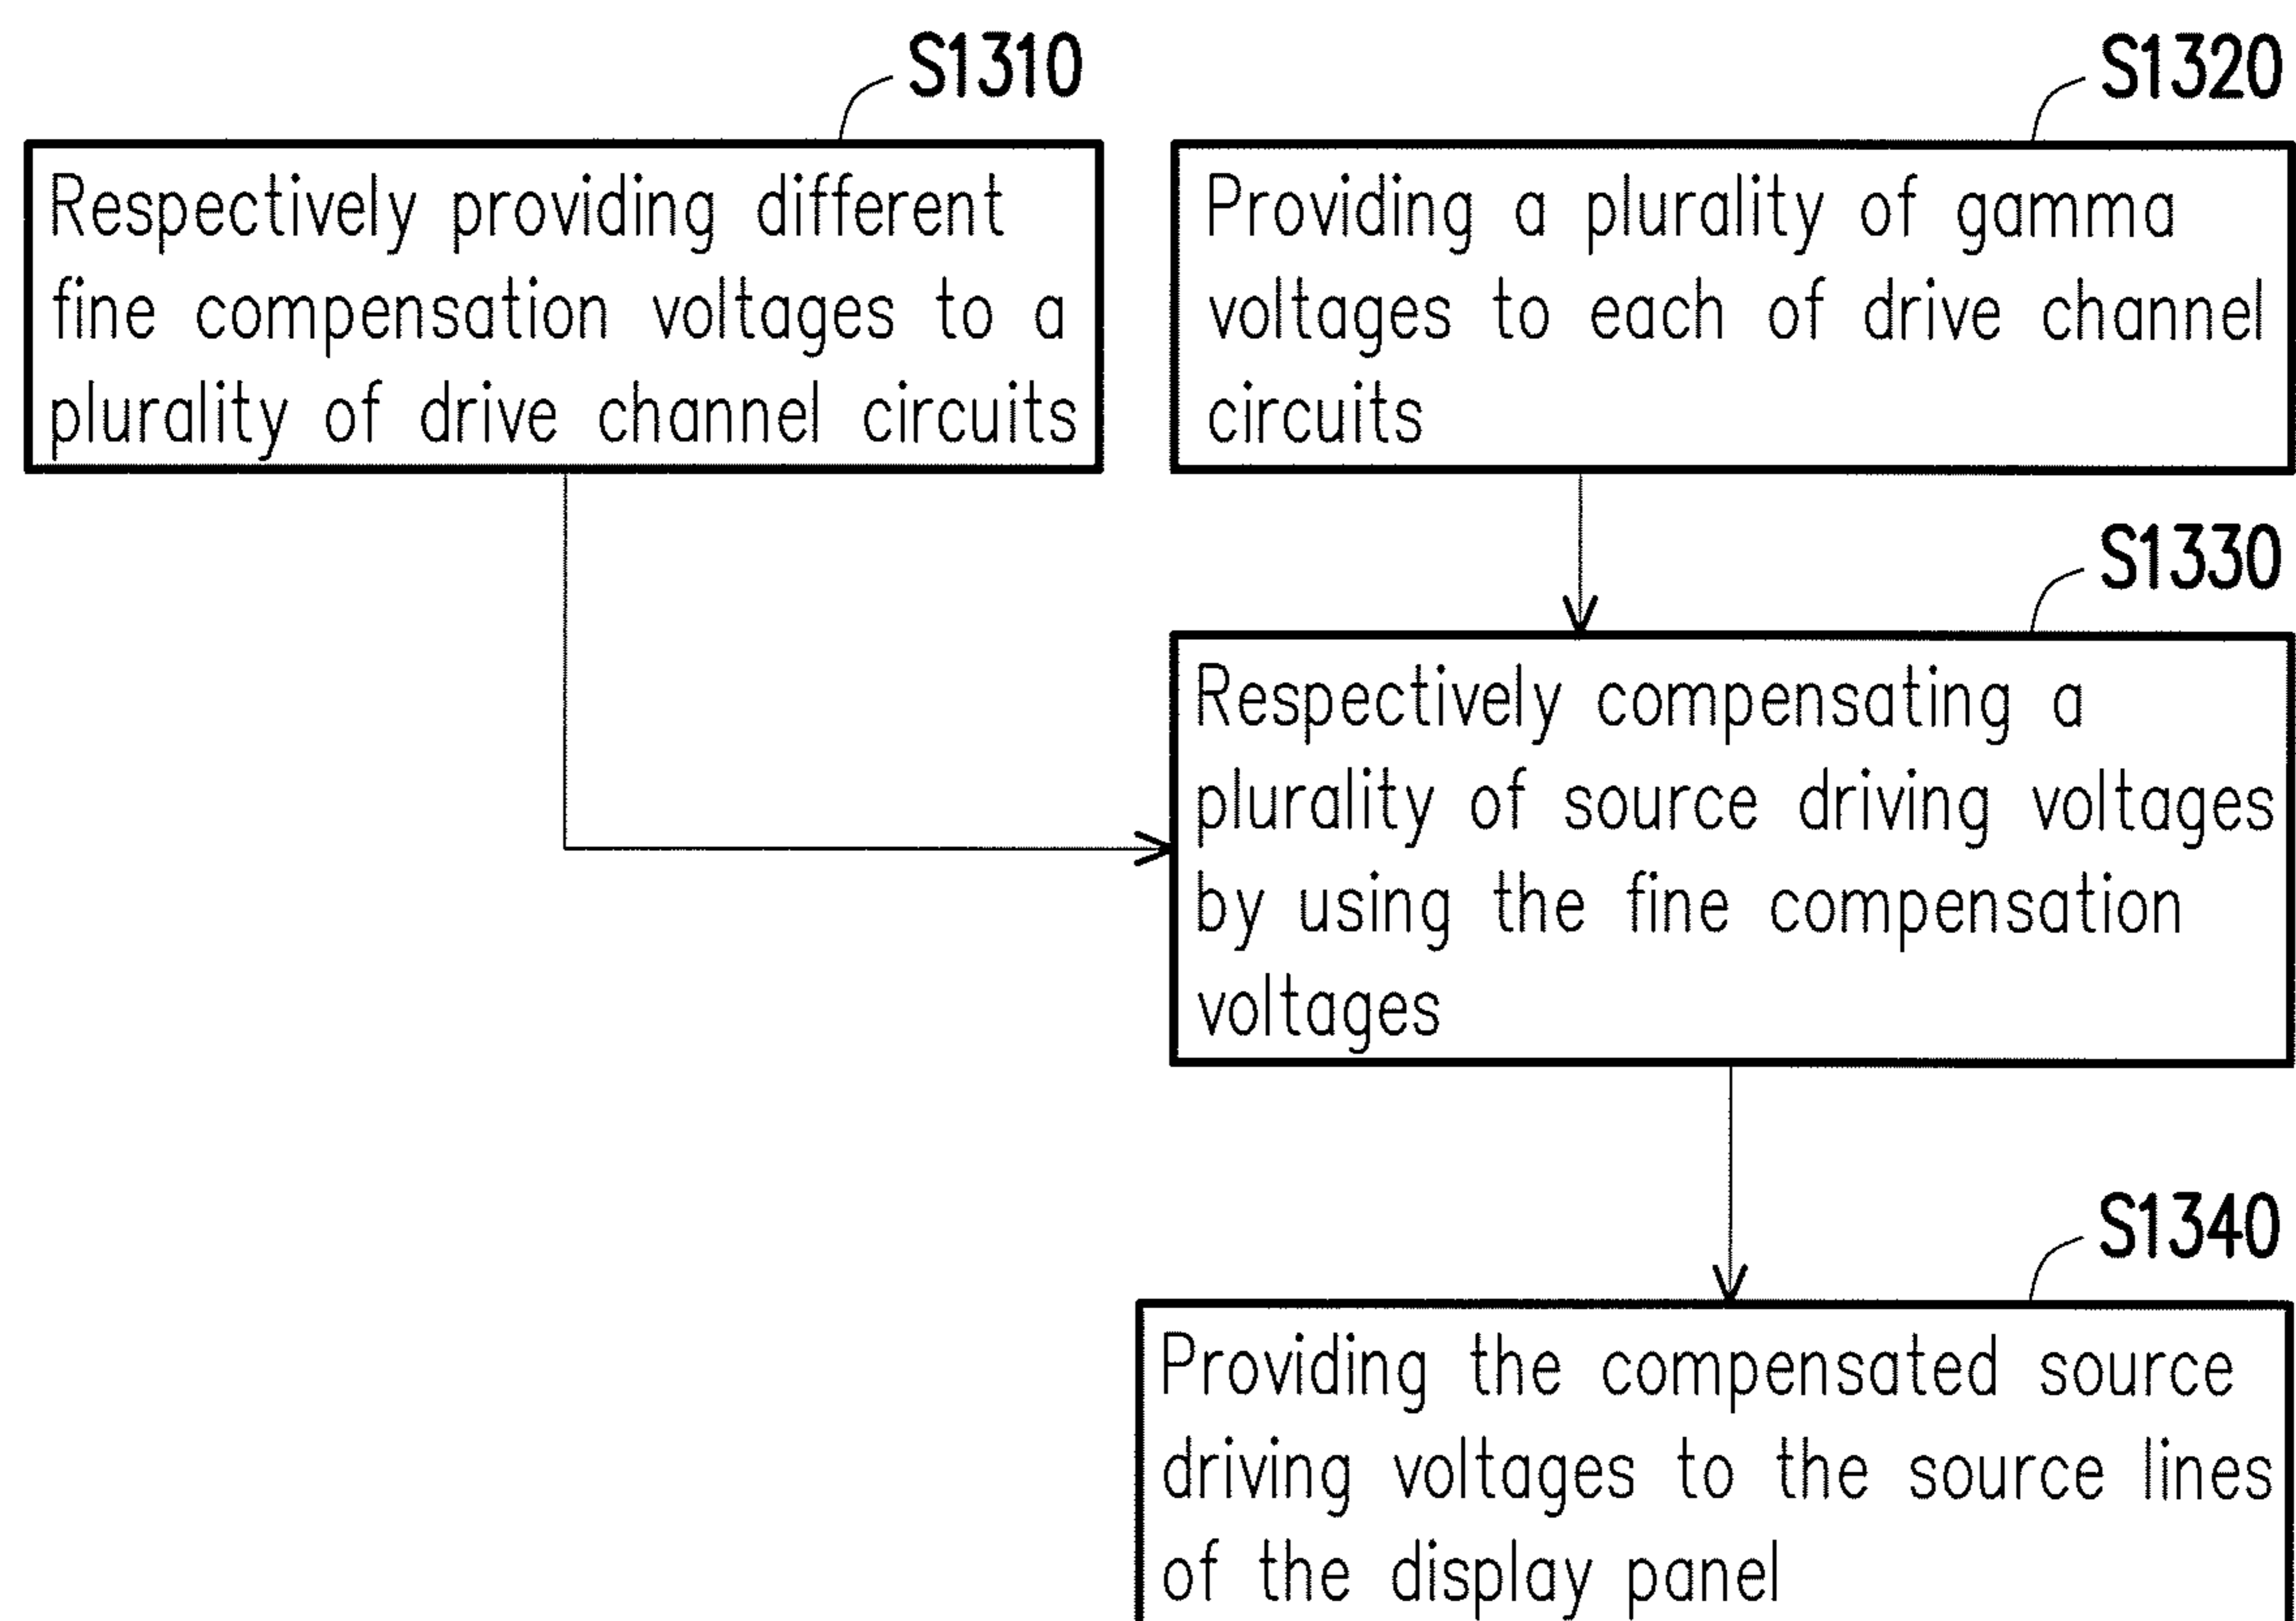 S1310
Respectively providing different
fine compensation voltages to a
plurality of drive channel circuits
S1320
Providing a plurality of gamma
voltages to each of drive channel
circuits
S1330
Respectively compensating a
plurality of source driving voltages
by using the fine compensation
voltages
S1340
Providing the compensated source
driving voltages to the source lines
of the display panel